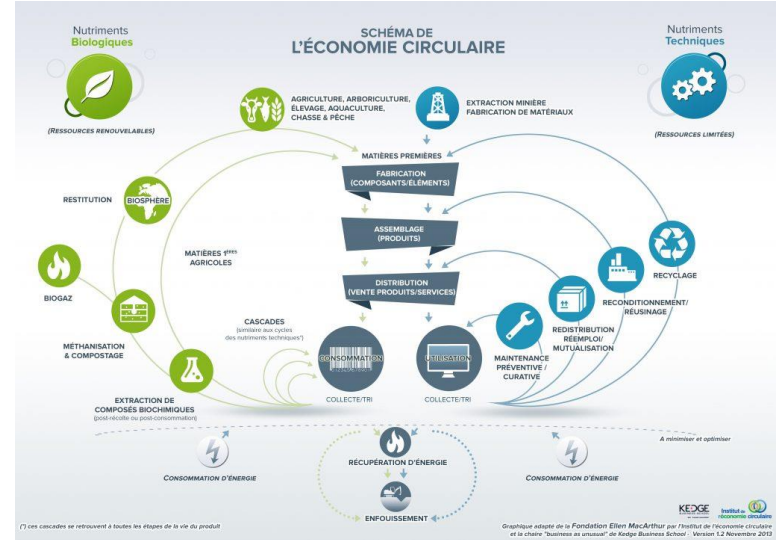 Nutriments
Biologiques
(RESSOURCES RENOUVELABLES)
SCHÉMA DE
L'ÉCONOMIE CIRCULAIRE
Nutriments
Techniques
(RESSOURCES LIMITÉES)
AGRICULTURE, ARBORICULTURE,
ÉLEVAGE, AQUACULTURE,
CHASSE & PÊCHE
EXTRACTION MINIÈRE
FABRICATION DE MATÉRIAUX
MATIÈRES PREMIÈRES
FABRICATION
(COMPOSANTS/ÉLÉMENTS)
ASSEMBLAGE
(PRODUITS)
DISTRIBUTION
(VENTE PRODUITS/SERVICES)
RESTITUTION
BIOSPHÈRE
MATIÈRES 1ères
AGRICOLES
BIOGAZ
MÉTHANISATION
& COMPOSTAGE
EXTRACTION DE
COMPOSÉS BIOCHIMIQUES
(post-récolte ou post-consommation)
CASCADES
(similaire aux cycles
des nutriments techniques*)
CONSOMMATION
COLLECTE/TRI
UTILISATION
COLLECTE/TRI
MAINTENANCE
PRÉVENTIVE /
CURATIVE
REDISTRIBUTION
RÉEMPLOI/
MUTUALISATION
RECONDITIONNEMENT/
RÉUSINAGE
RECYCLAGE
A minimiser et optimiser
CONSOMMATION D'ÉNERGIE
RÉCUPÉRATION D'ÉNERGIE
ENFOUISSEMENT
CONSOMMATION D'ÉNERGIE
KEDGE
Institut de
l'économie circulaire
(*) ces cascades se retrouvent à toutes les étapes de la vie du produit
Graphique adapté de la Fondation Ellen MacArthur par l'Institut de l'économie circulaire
et la chaire "business as unusual" de Kedge Business School - Version 1.2 Novembre 2013